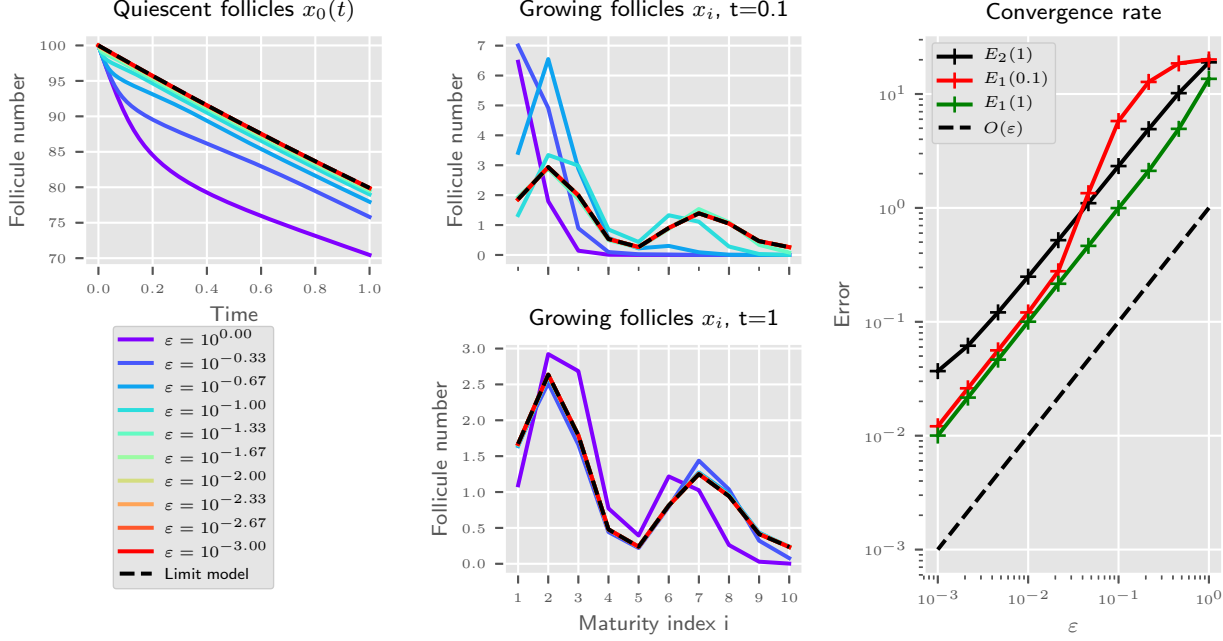 Quiescent follicles $x_0(t)$
Follicule number
100
95
90
85
80
75
70
0.0 0.2 0.4 0.6 0.8 1.0
Time
ε = 10^{0.00}
ε = 10^{−0.33}
ε = 10^{−0.67}
ε = 10^{−1.00}
ε = 10^{−1.33}
ε = 10^{−1.67}
ε = 10^{−2.00}
ε = 10^{−2.33}
ε = 10^{−2.67}
ε = 10^{−3.00}
Limit model
Growing follicles $x_i$, t=0.1
Follicule number
7
6
5
4
3
2
1
0
Growing follicles $x_i$, t=1
Follicule number
3.0
2.5
2.0
1.5
1.0
0.5
0.0
1 2 3 4 5 6 7 8 9 10
Maturity index i
Convergence rate
E_2(1)
E_1(0.1)
E_1(1)
O(ε)
Error
10^1
10^0
10^{−1}
10^{−2}
10^{−3}
10^{−3} 10^{−2} 10^{−1} 10^0
ε